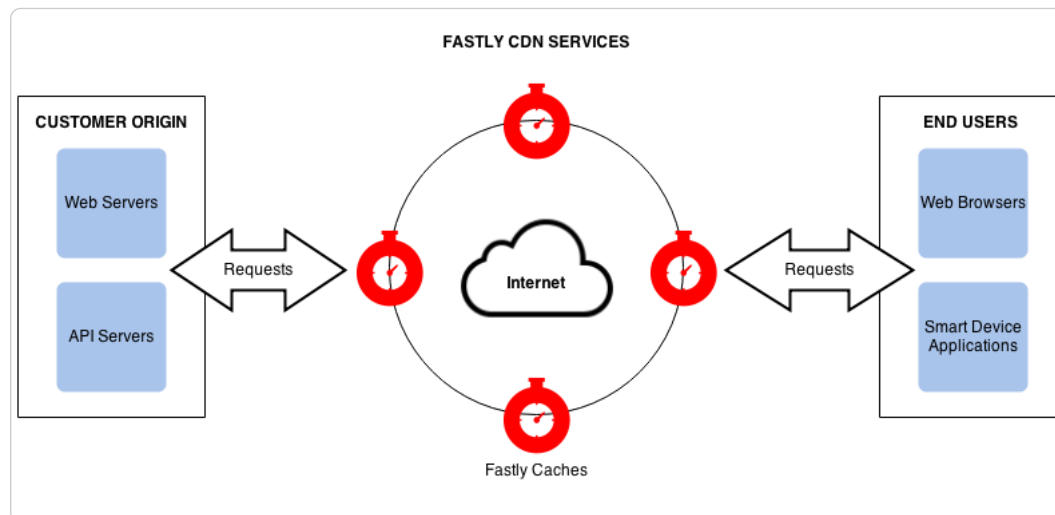 FASTLY CDN SERVICES
CUSTOMER ORIGIN
Web Servers
API Servers
Requests
Internet
Fastly Caches
Requests
END USERS
Web Browsers
Smart Device
Applications